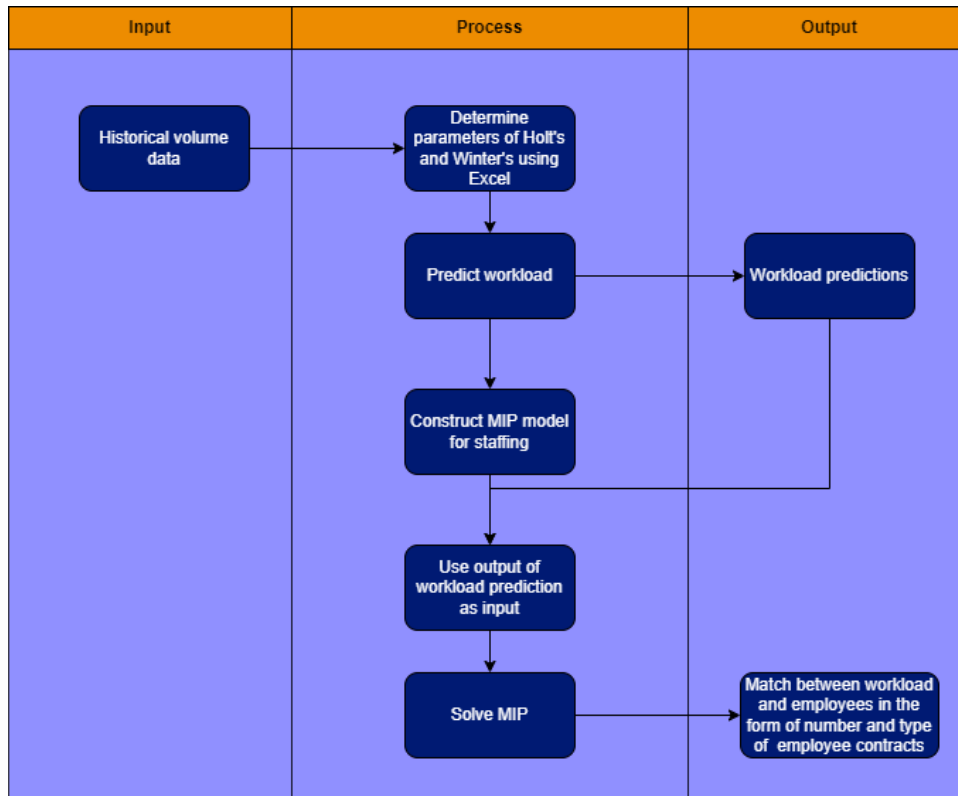 Input
Process
Output
Historical volume
data
Determine
parameters of Holt's
and Winter's using
Excel
Predict workload
Workload predictions
Construct MIP model
for staffing
Use output of
workload prediction
as input
Solve MIP
Match between workload
and employees in the
form of number and type
of employee contracts